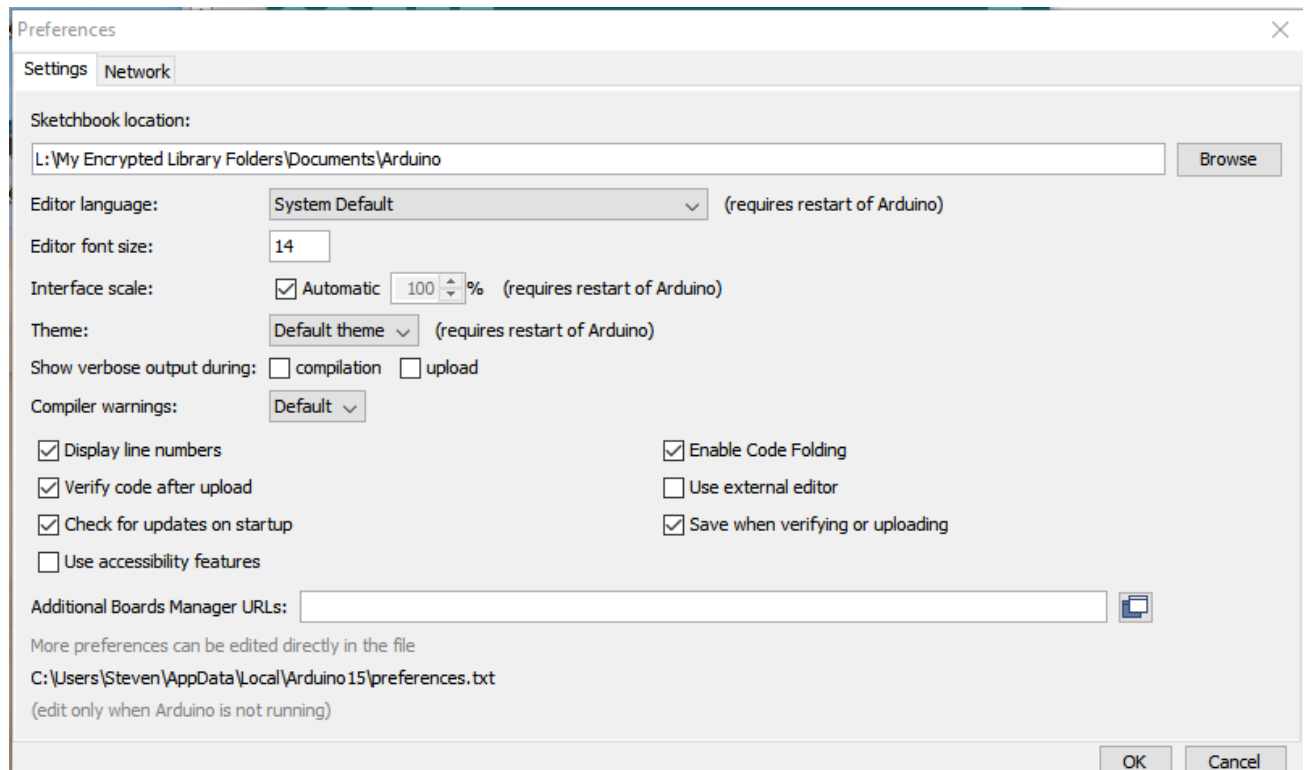 Preferences
Settings Network
Sketchbook location:
L:\My Encrypted Library Folders\Documents\Arduino Browse
Editor language: System Default (requires restart of Arduino)
Editor font size: 14
Interface scale: Automatic 100 % (requires restart of Arduino)
Theme: Default theme (requires restart of Arduino)
Show verbose output during: compilation upload
Compiler warnings: Default
Display line numbers Enable Code Folding
Verify code after upload Use external editor
Check for updates on startup Save when verifying or uploading
Use accessibility features
Additional Boards Manager URLs:
More preferences can be edited directly in the file
C:\Users\Steven\AppData\Local\Arduino15\preferences.txt
(edit only when Arduino is not running)
OK Cancel